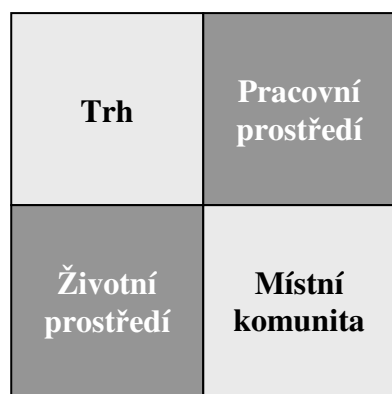 Trh
Pracovní
prostředí
Životní
prostředí
Místní
komunita